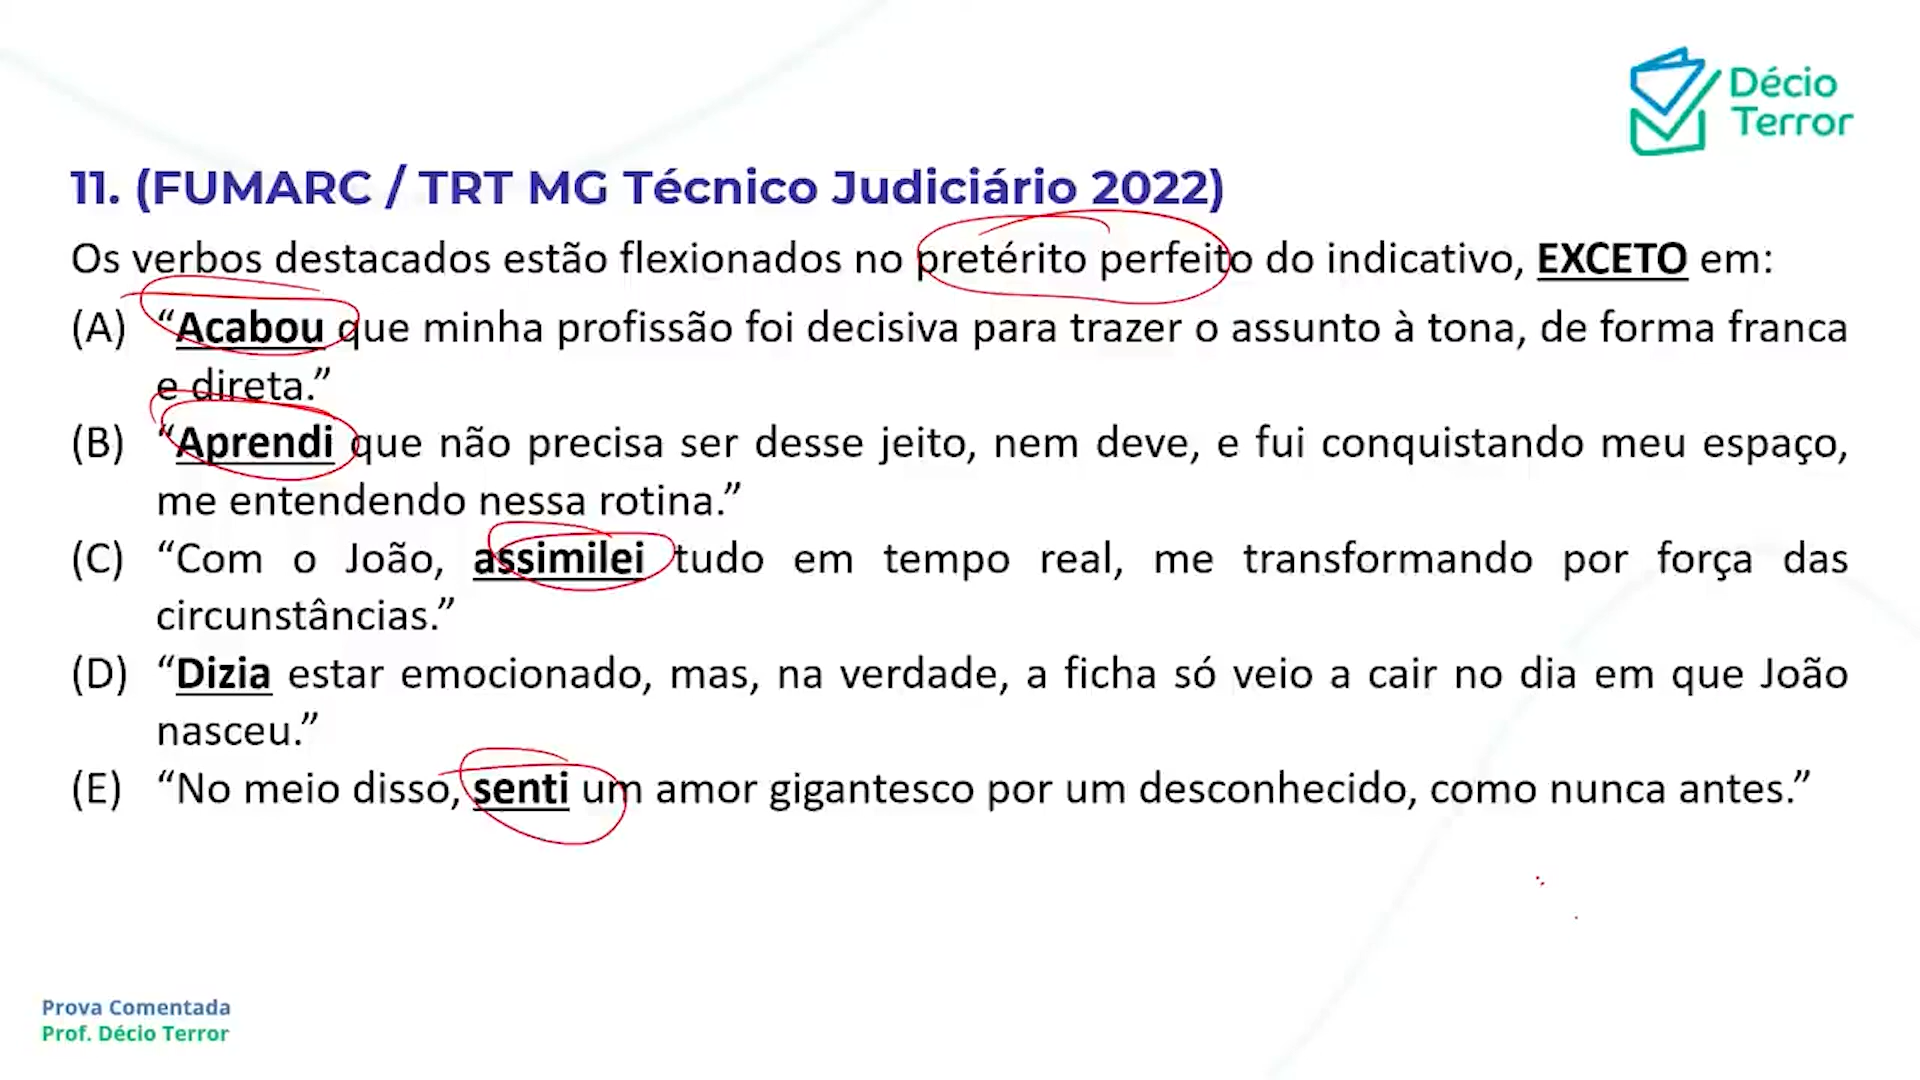 Décio
Terror
11. (FUMARC / TRT MG Técnico Judiciário 2022)
Os verbos destacados estão flexionados no pretérito perfeito do indicativo, EXCETO em:
(A) “Acabou que minha profissão foi decisiva para trazer o assunto à tona, de forma franca
e direta.”
(B) “Aprendi que não precisa ser desse jeito, nem deve, e fui conquistando meu espaço,
me entendendo nessa rotina.”
(C) “Com o João, assimilei tudo em tempo real, me transformando por força das
circunstâncias.”
(D) “Dizia estar emocionado, mas, na verdade, a ficha só veio a cair no dia em que João
nasceu.”
(E) “No meio disso, senti um amor gigantesco por um desconhecido, como nunca antes.”
Prova Comentada
Prof. Décio Terror